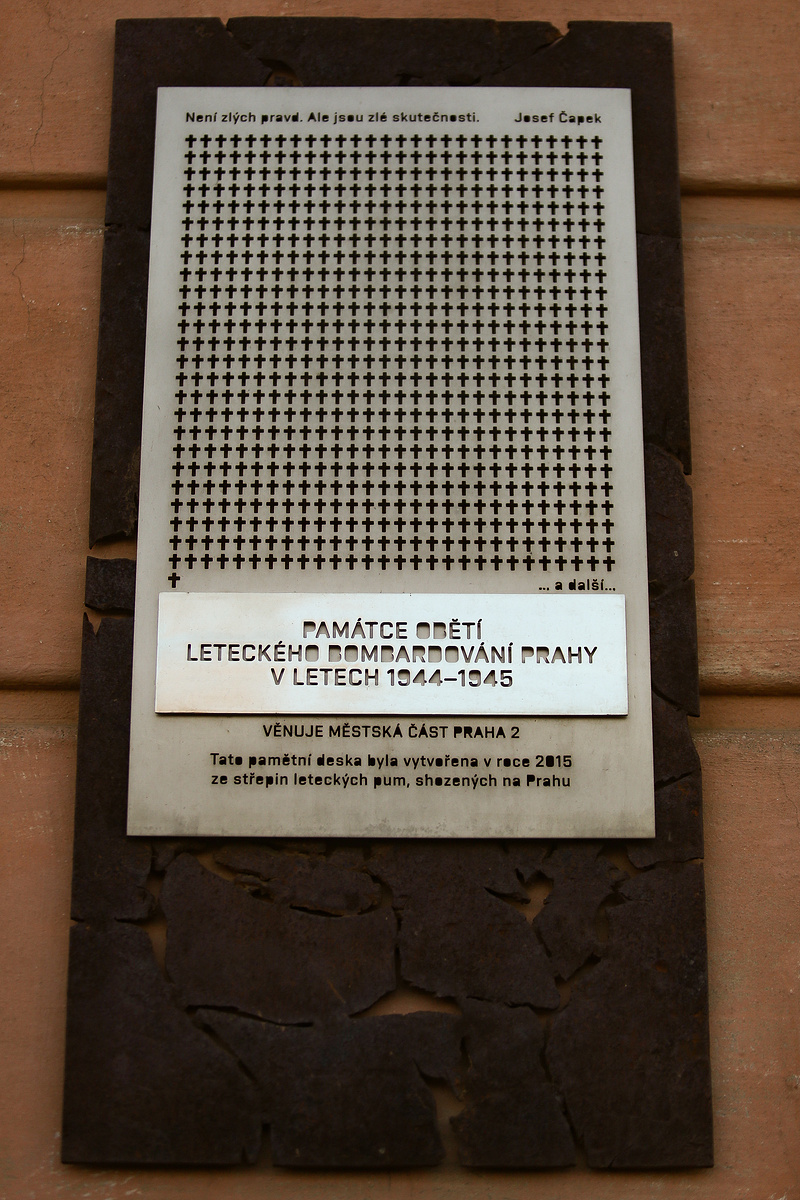 Není zlých pravd. Ale jsou zlé skutečnosti. Josef Čapek
... a další...
PAMÁTCE OBĚTÍ
LETECKÉHO BOMBARDOVÁNÍ PRAHY
V LETECH 1944–1945
VĚNUJE MĚSTSKÁ ČÁST PRAHA 2
Tato pamětní deska byla vytvořena v roce 2015
ze střepin leteckých pum, shozených na Prahu